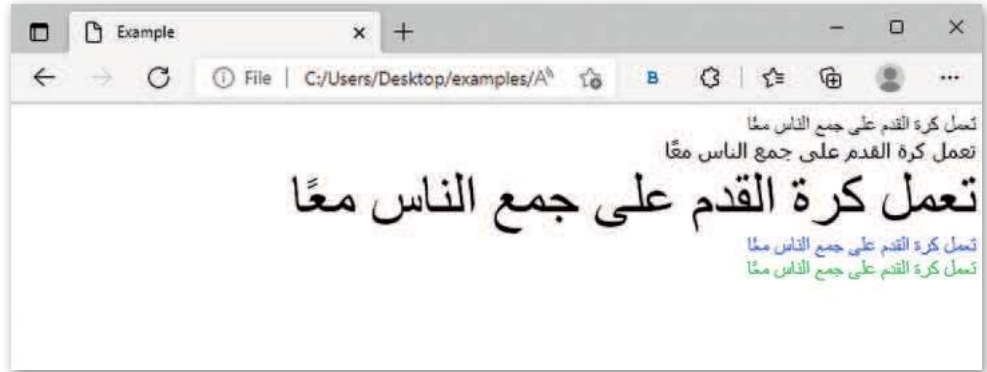 Example
File | C:/Users/Desktop/examples/
تعمل كرة القدم على جمع الناس معًا
تعمل كرة القدم على جمع الناس معًا
تعمل كرة القدم على جمع الناس معًا
تعمل كرة القدم على جمع الناس معًا
تعمل كرة القدم على جمع الناس معًا